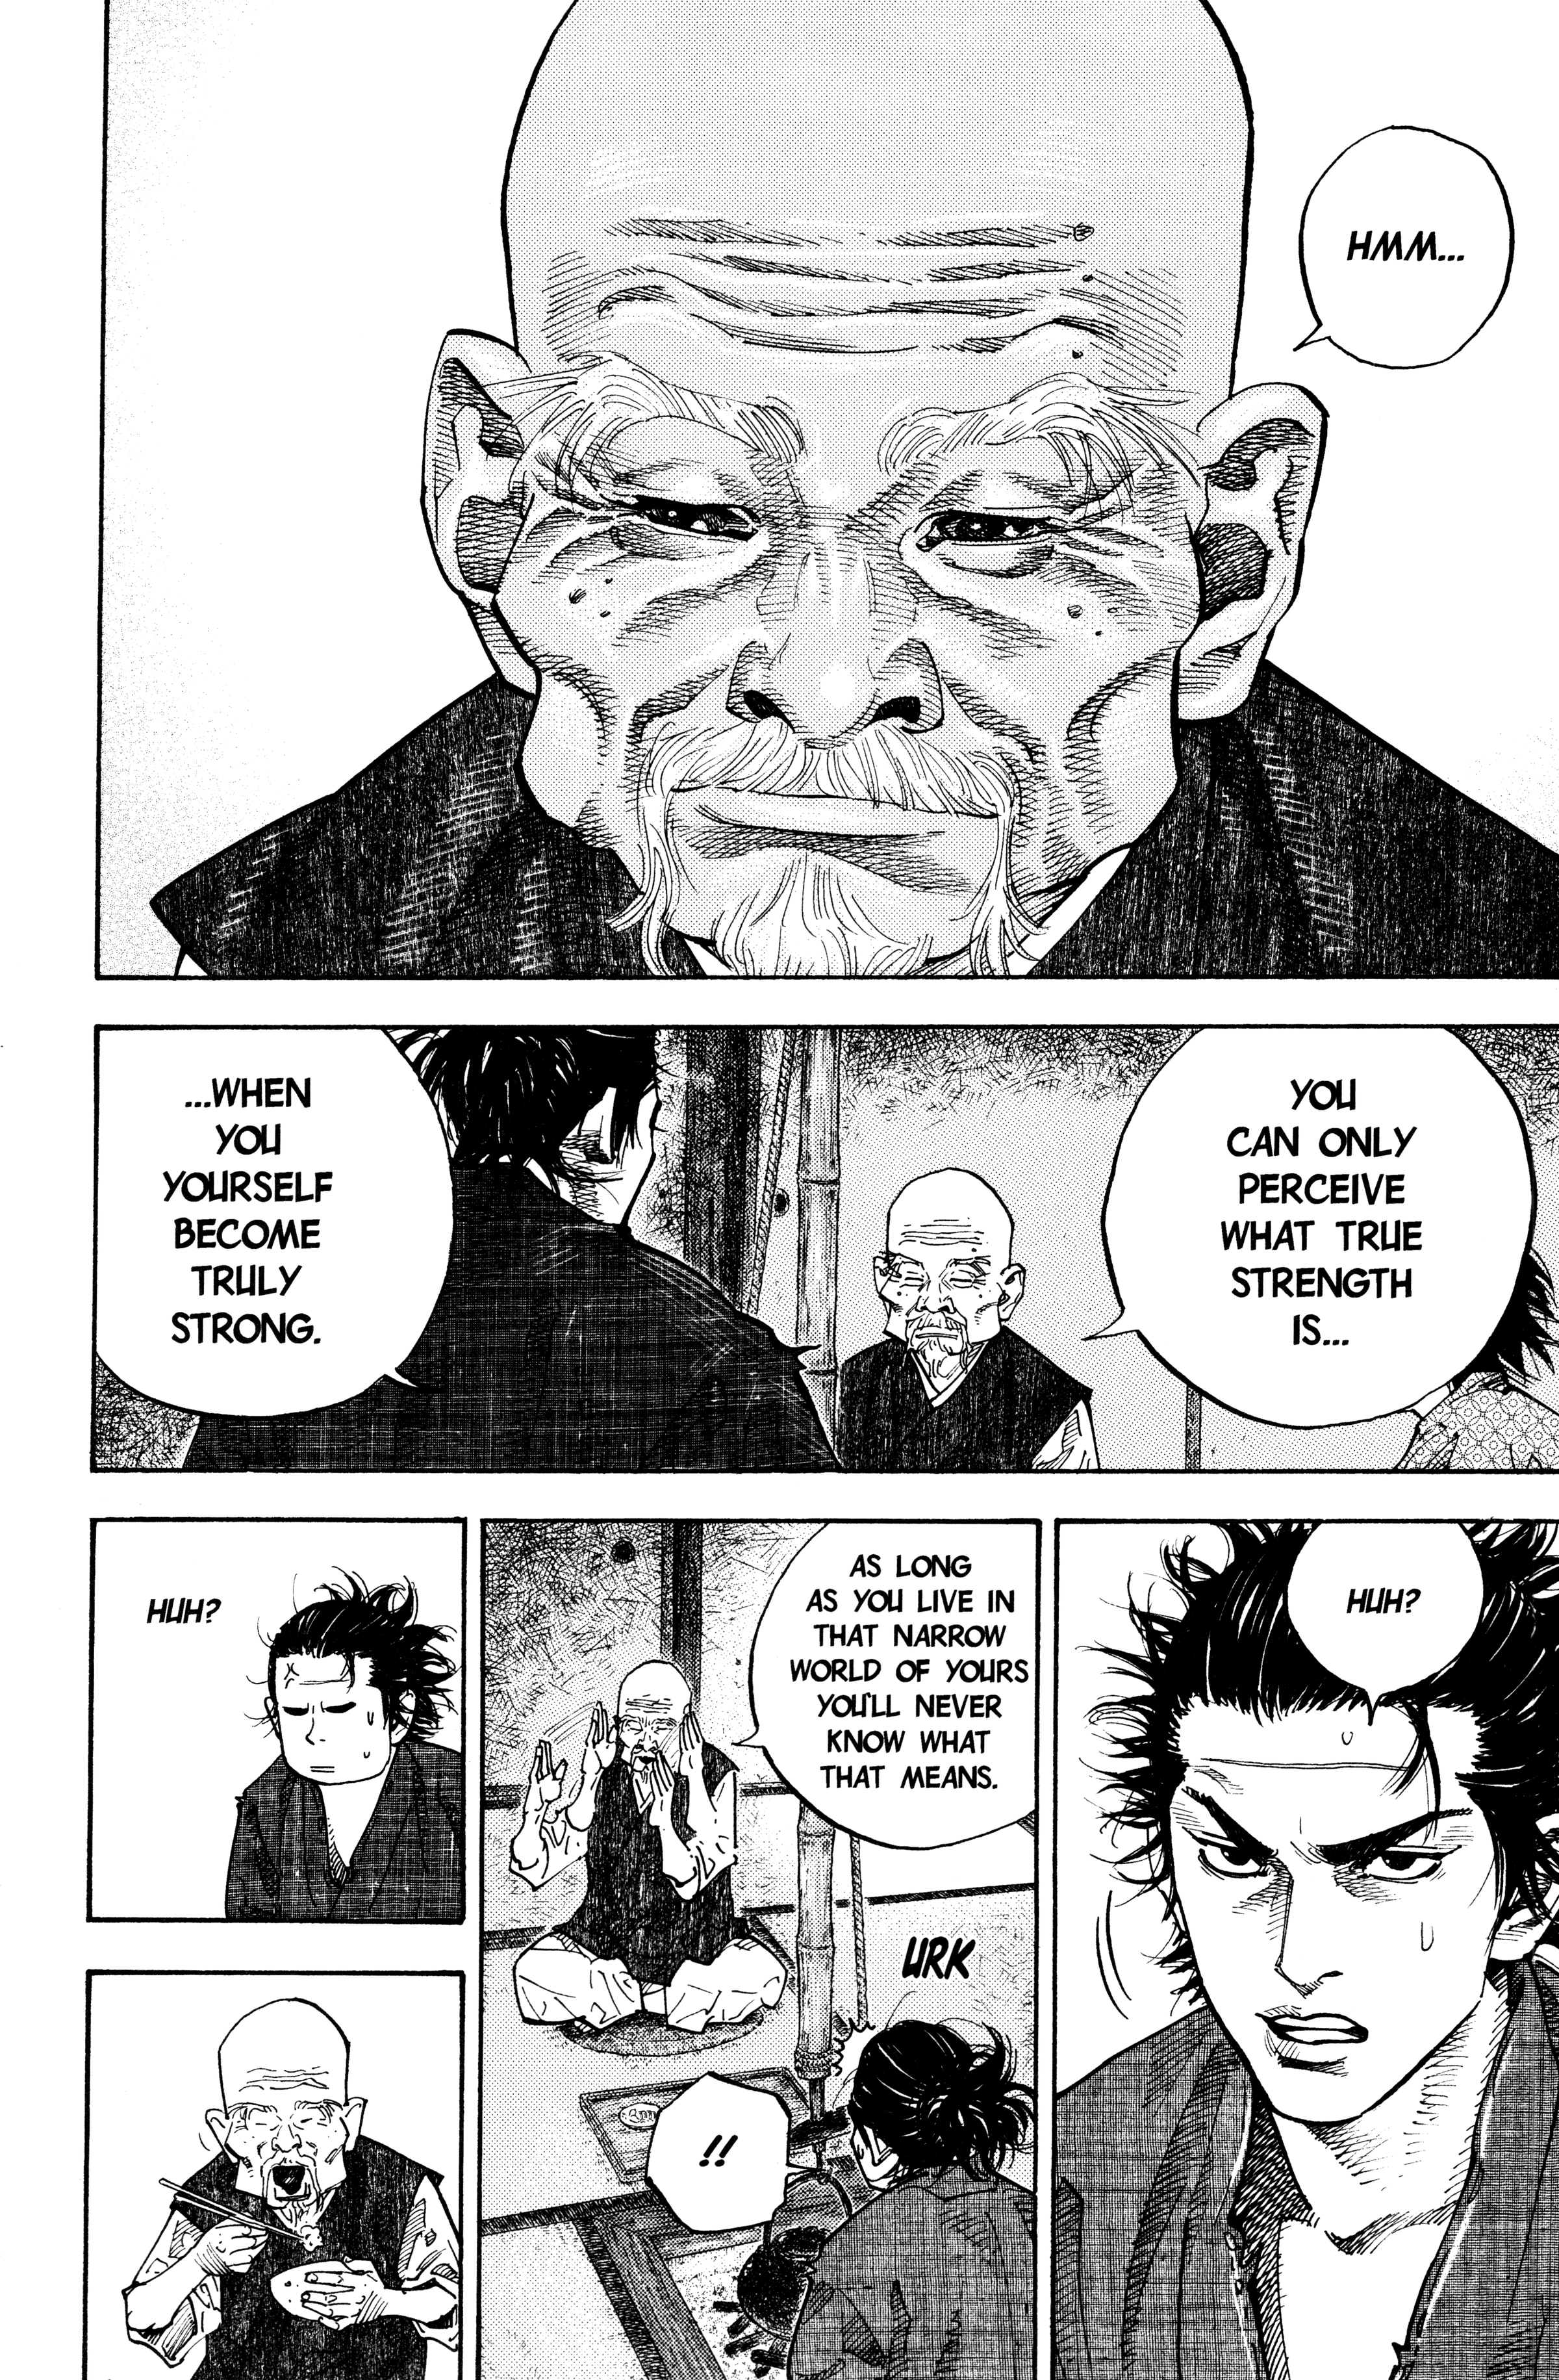 HMM...
YOU
CAN ONLY
PERCEIVE
WHAT TRUE
STRENGTH
IS...
...WHEN
YOU
YOURSELF
BECOME
TRULY
STRONG.
HUH?
AS LONG
AS YOU LIVE IN
THAT NARROW
WORLD OF YOURS
YOU'LL NEVER
KNOW WHAT
THAT MEANS.
URK
!!
HUH?